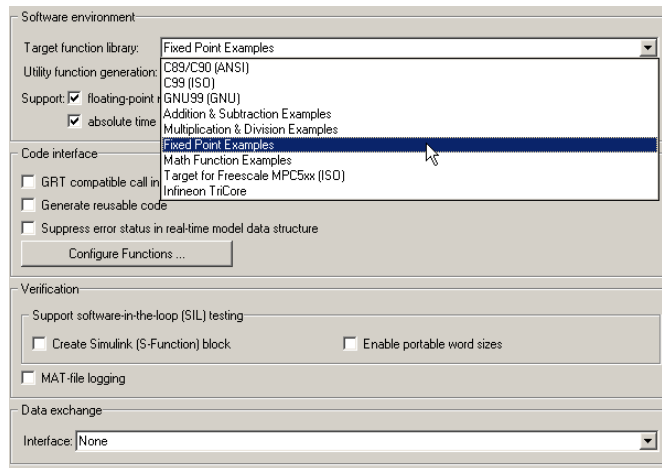 Software environment
Target function library: Fixed Point Examples
Utility function generation:
C89/C90 (ANSI)
C99 (ISO)
GNU99 (GNU)
Addition & Subtraction Examples
Multiplication & Division Examples
Fixed Point Examples
Math Function Examples
Target for Freescale MPC5xx (ISO)
Infineon TriCore
Support: floating-point
absolute time
Code interface
GRT compatible call in
Generate reusable code
Suppress error status in real-time model data structure
Configure Functions ...
Verification
Support software-in-the-loop (SIL) testing
Create Simulink (S-Function) block Enable portable word sizes
MAT-file logging
Data exchange
Interface: None